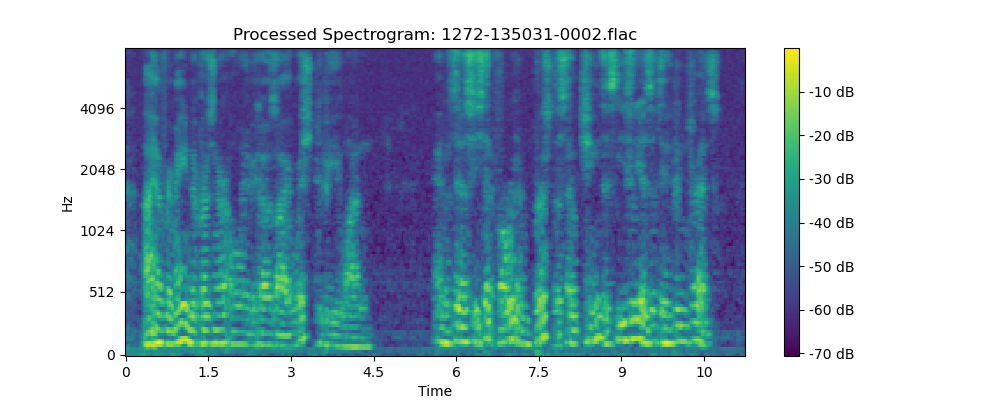 Processed Spectrogram: 1272-135031-0002.flac
Hz
4096
2048
1024
512
0
0 1.5 3 4.5 6 7.5 9 10
Time
-10 dB
-20 dB
-30 dB
-40 dB
-50 dB
-60 dB
-70 dB